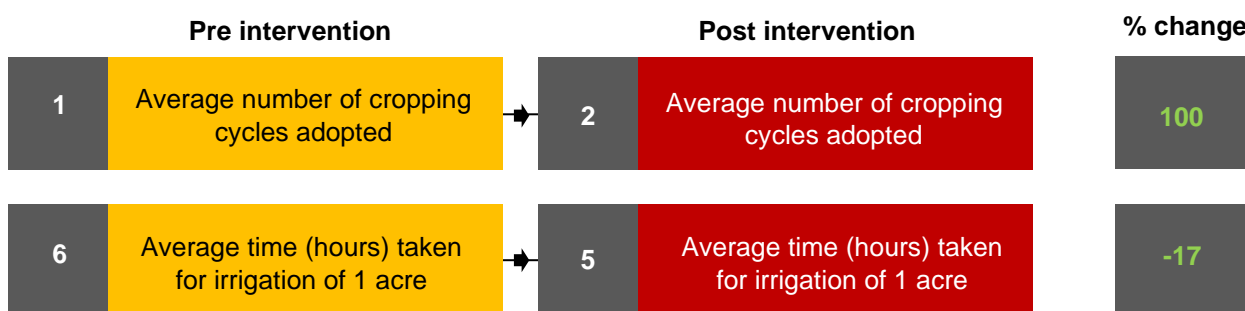 Pre intervention Post intervention % change
1 Average number of cropping cycles adopted 2 Average number of cropping cycles adopted 100
6 Average time (hours) taken for irrigation of 1 acre 5 Average time (hours) taken for irrigation of 1 acre -17